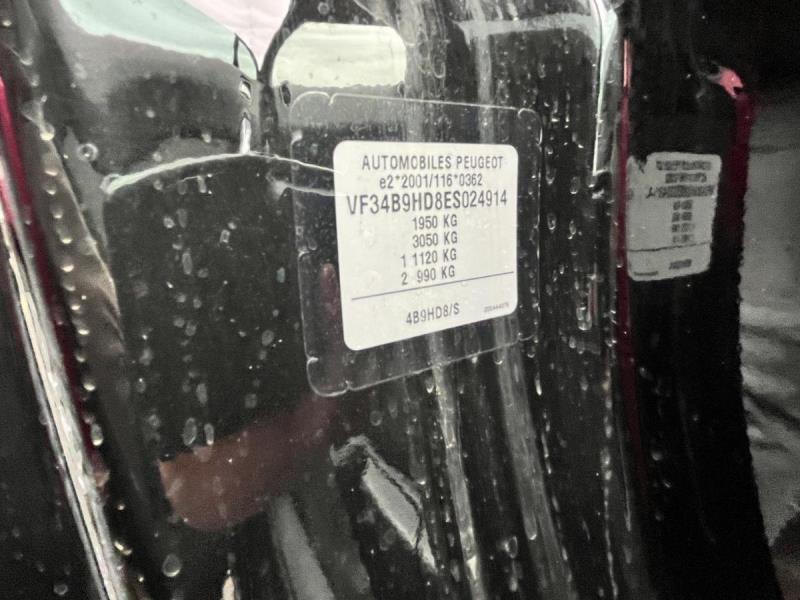 AUTOMOBILES PEUGEOT
e2*2001/116*0362
VF34B9HD8ES024914
1950 KG
3050 KG
1 1120 KG
2 990 KG
4B9HD8/S